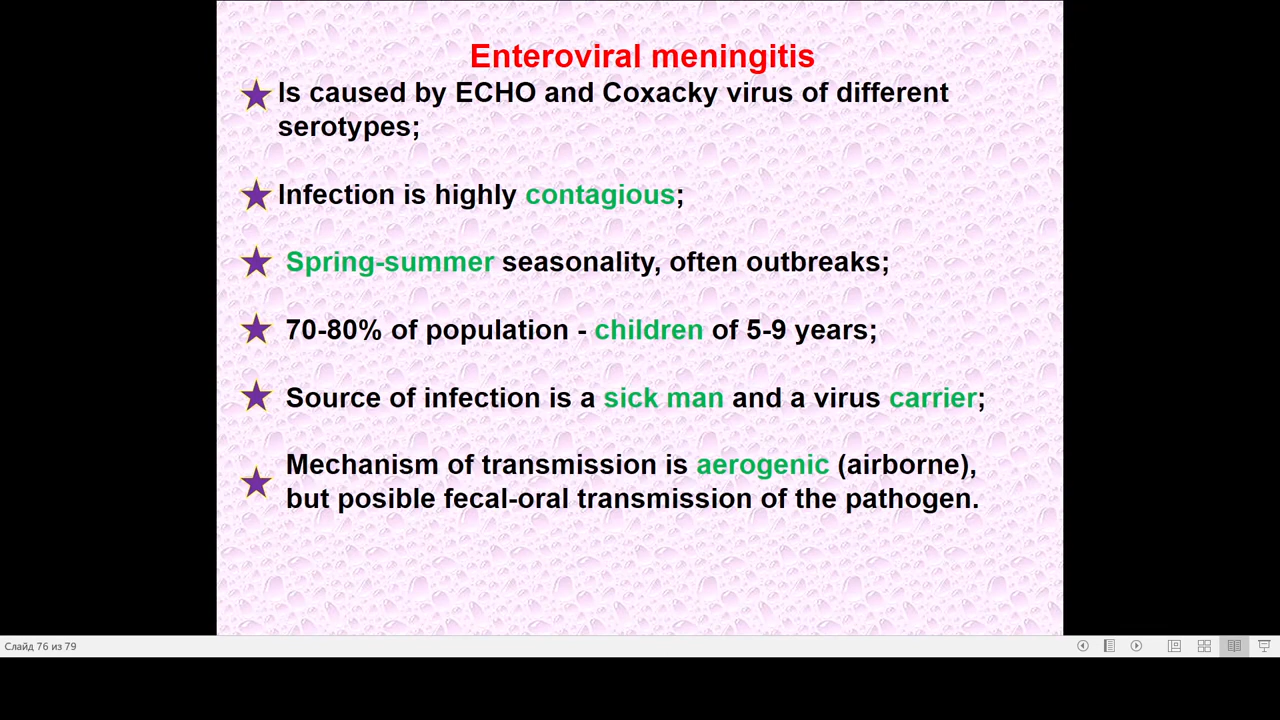 Enteroviral meningitis
Is caused by ECHO and Coxacky virus of different
serotypes;
Infection is highly contagious;
Spring-summer seasonality, often outbreaks;
70-80% of population - children of 5-9 years;
Source of infection is a sick man and a virus carrier;
Mechanism of transmission is aerogenic (airborne),
but posible fecal-oral transmission of the pathogen.
Слайд 76 из 79